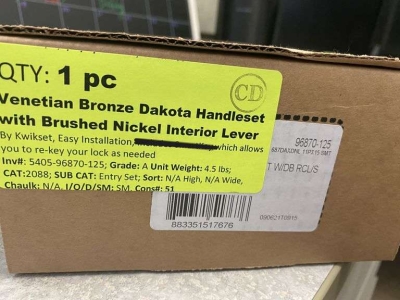 QTY: 1 pc
CD
Venetian Bronze Dakota Handleset
with Brushed Nickel Interior Lever
By Kwikset, Easy Installation, which allows
you to re-key your lock as needed
Inv#: 5405-96870-125; Grade: A Unit Weight: 4.5 lbs;
CAT:2088; SUB CAT: Entry Set; Sort: N/A High, N/A Wide,
Chaulk: N/A, I/O/D/SM: SM, Cons#: 51
96870-125
T W/DB RCL/S
883351517676